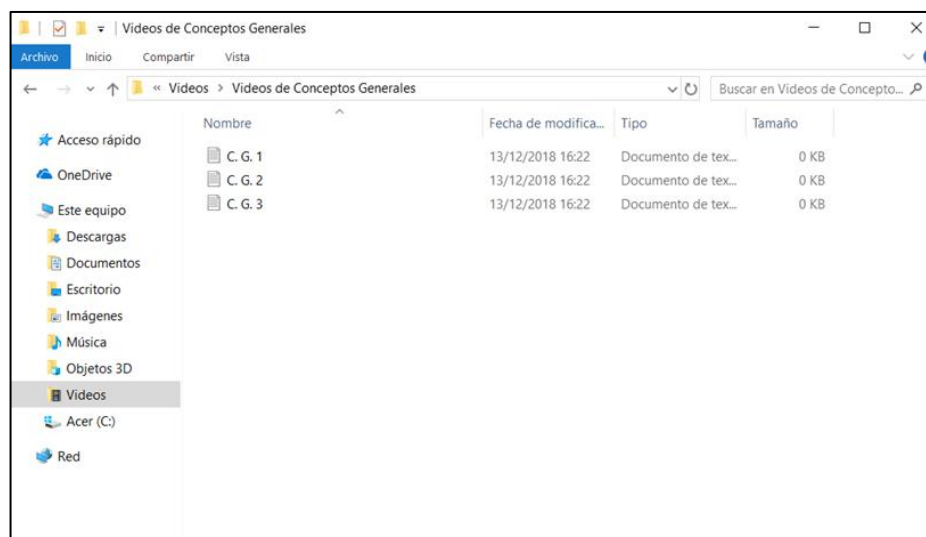 Videos de Conceptos Generales
Archivo Inicio Compartir Vista
« Videos > Videos de Conceptos Generales
Buscar en Videos de Concepto...
Nombre Fecha de modifica... Tipo Tamaño
C. G. 1 13/12/2018 16:22 Documento de tex... 0 KB
C. G. 2 13/12/2018 16:22 Documento de tex... 0 KB
C. G. 3 13/12/2018 16:22 Documento de tex... 0 KB
Acceso rápido
OneDrive
Este equipo
Descargas
Documentos
Escritorio
Imágenes
Música
Objetos 3D
Videos
Acer (C:)
Red